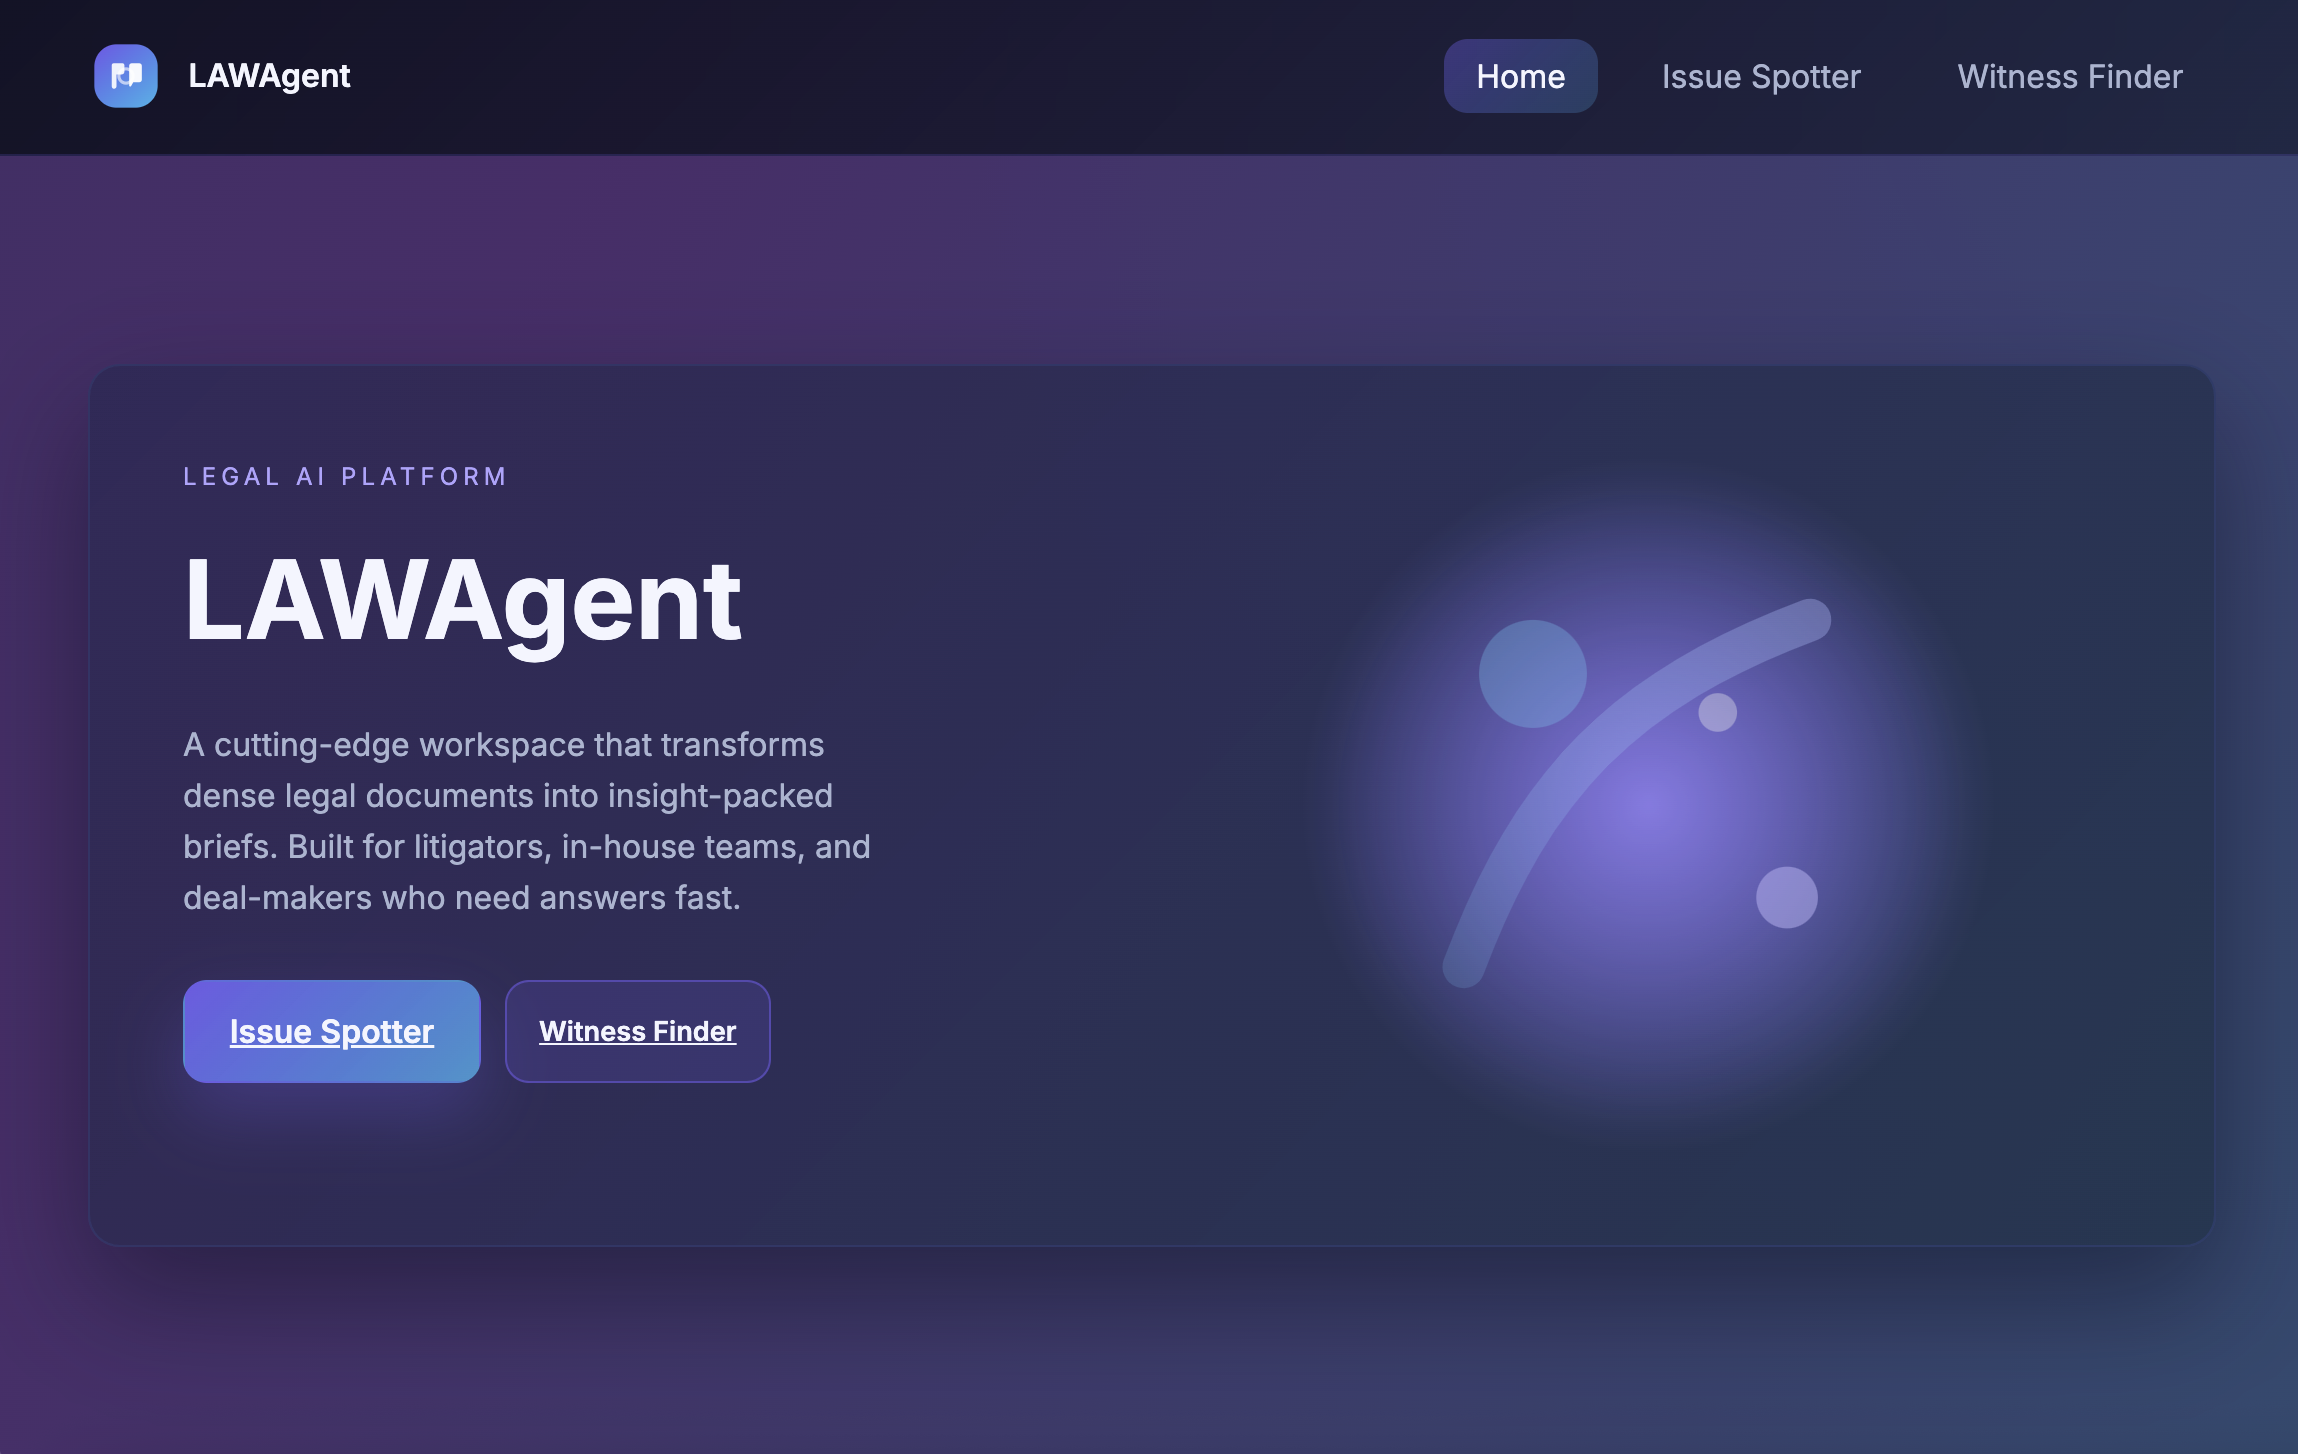 LAWAgent
Home
Issue Spotter
Witness Finder
LEGAL AI PLATFORM
LAWAgent
A cutting-edge workspace that transforms
dense legal documents into insight-packed
briefs. Built for litigators, in-house teams, and
deal-makers who need answers fast.
Issue Spotter
Witness Finder